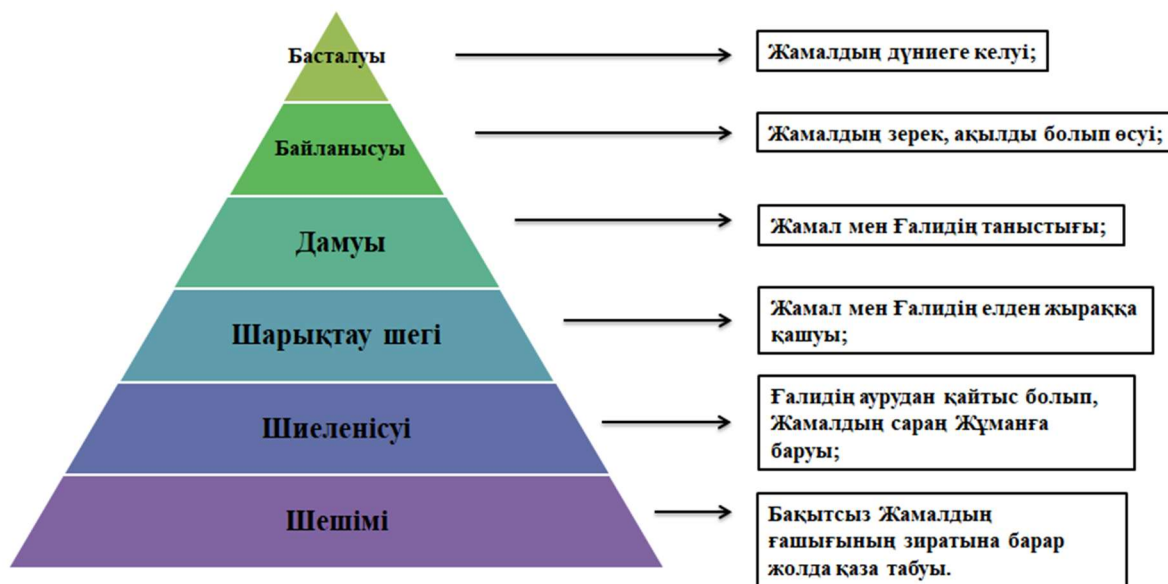 Басталуы
Жамалдың дүниеге келуі;
Байланысуы
Жамалдың зерек, ақылды болып өсуі;
Дамуы
Жамал мен Ғалидің таныстығы;
Шарықтау шегі
Жамал мен Ғалидің елден жыраққа
қашуы;
Шиеленісуі
Ғалидің аурудан қайтыс болып,
Жамалдың сараң Жұманға
баруы;
Шешімі
Бақытсыз Жамалдың
ғашығының зиратына барар
жолда қаза табуы.